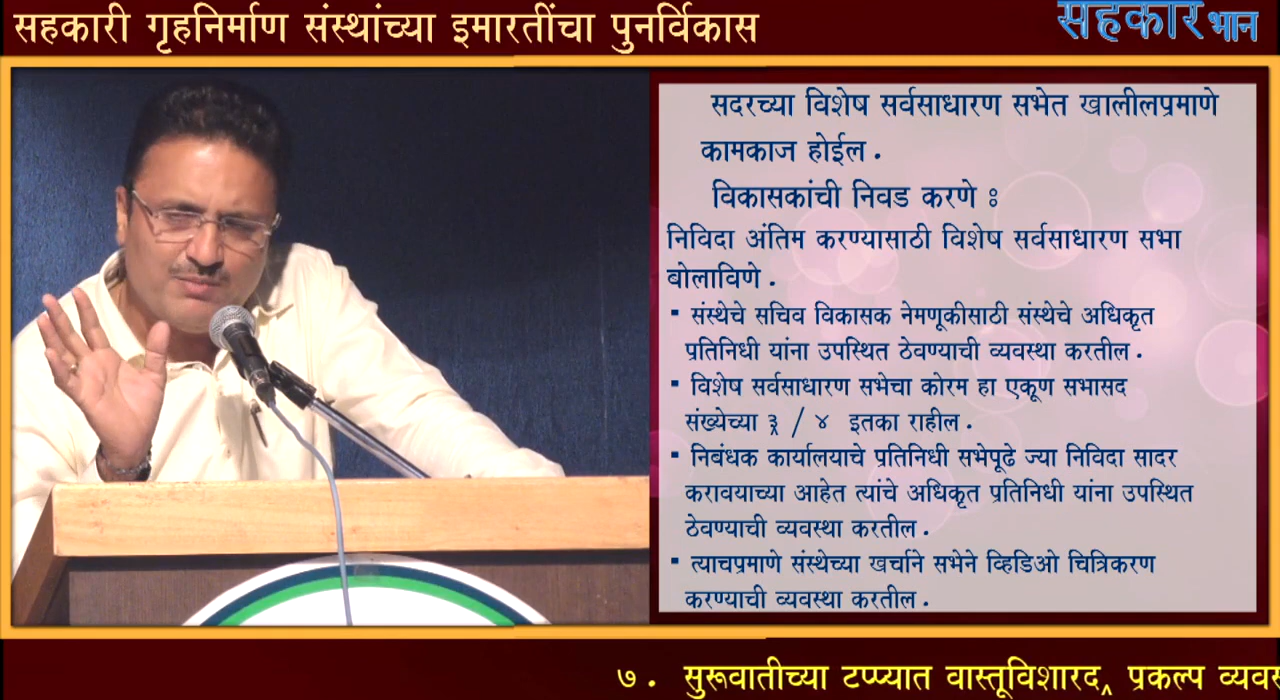 सहकारी गृहनिर्माण संस्थांच्या इमारतींचा पुनर्विकास
सहकार भान
सदरच्या विशेष सर्वसाधारण सभेत खालीलप्रमाणे
कामकाज होईल.
विकासकांची निवड करणे :
निविदा अंतिम करण्यासाठी विशेष सर्वसाधारण सभा
बोलाविणे.
▪ संस्थेचे सचिव विकासक नेमणूकीसाठी संस्थेचे अधिकृत
प्रतिनिधी यांना उपस्थित ठेवण्याची व्यवस्था करतील.
▪ विशेष सर्वसाधारण सभेचा कोरम हा एकूण सभासद
संख्येच्या ३ / ४ इतका राहील.
▪ निबंधक कार्यालयाचे प्रतिनिधी सभेपूढे ज्या निविदा सादर
करावयाच्या आहेत त्यांचे अधिकृत प्रतिनिधी यांना उपस्थित
ठेवण्याची व्यवस्था करतील.
▪ त्याचप्रमाणे संस्थेच्या खर्चाने सभेने व्हिडिओ चित्रिकरण
करण्याची व्यवस्था करतील.
७. सुरूवातीच्या टप्प्यात वास्तूविशारद, प्रकल्प